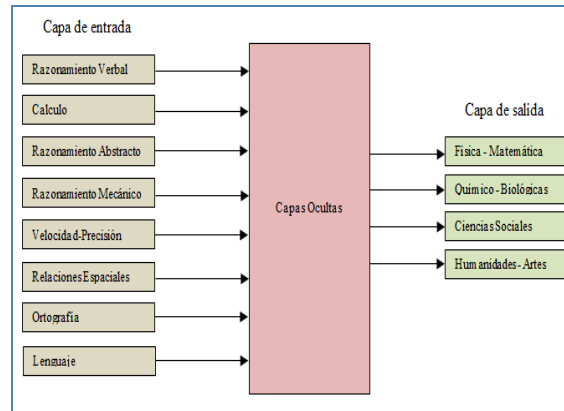 Capa de entrada
Razonamiento Verbal
Calculo
Razonamiento Abstracto
Razonamiento Mecánico
Velocidad-Precisión
Relaciones Espaciales
Ortografía
Lenguaje
Capas Ocultas
Capa de salida
Física - Matemática
Químico - Biológicas
Ciencias Sociales
Humanidades - Artes